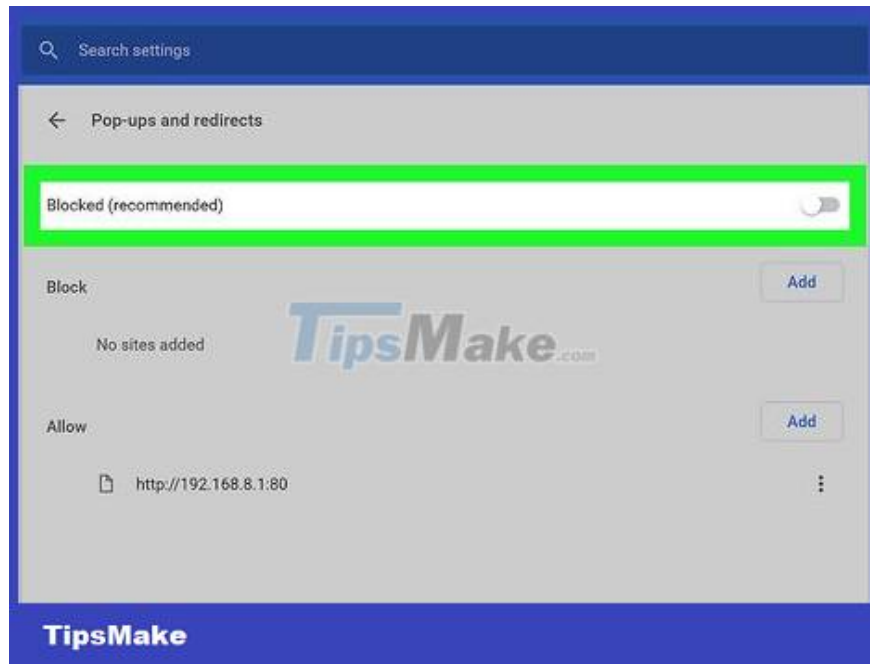 Search settings
Pop-ups and redirects
Blocked (recommended)
Block
Add
No sites added
TipsMake.com
Allow
Add
http://192.168.8.1:80
TipsMake